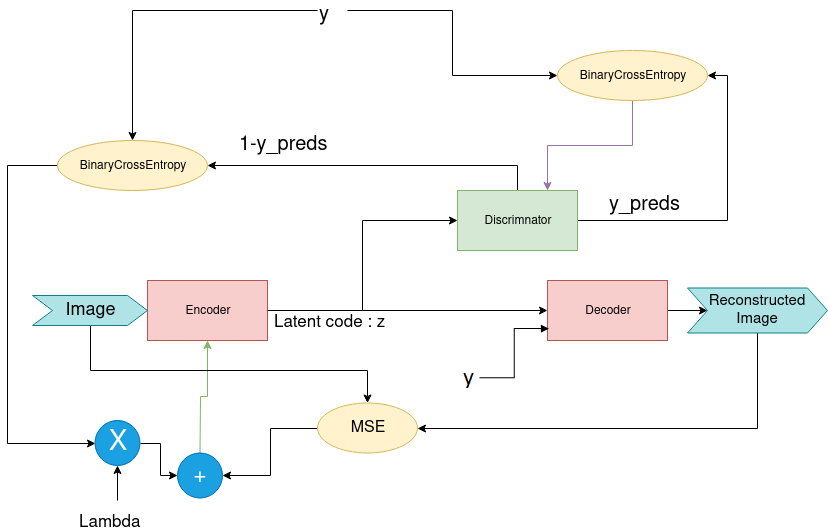 y
BinaryCrossEntropy
1-y_preds
BinaryCrossEntropy
Discrimnator
y_preds
Image
Encoder
Latent code : z
Decoder
Reconstructed
Image
y
MSE
X
+
Lambda